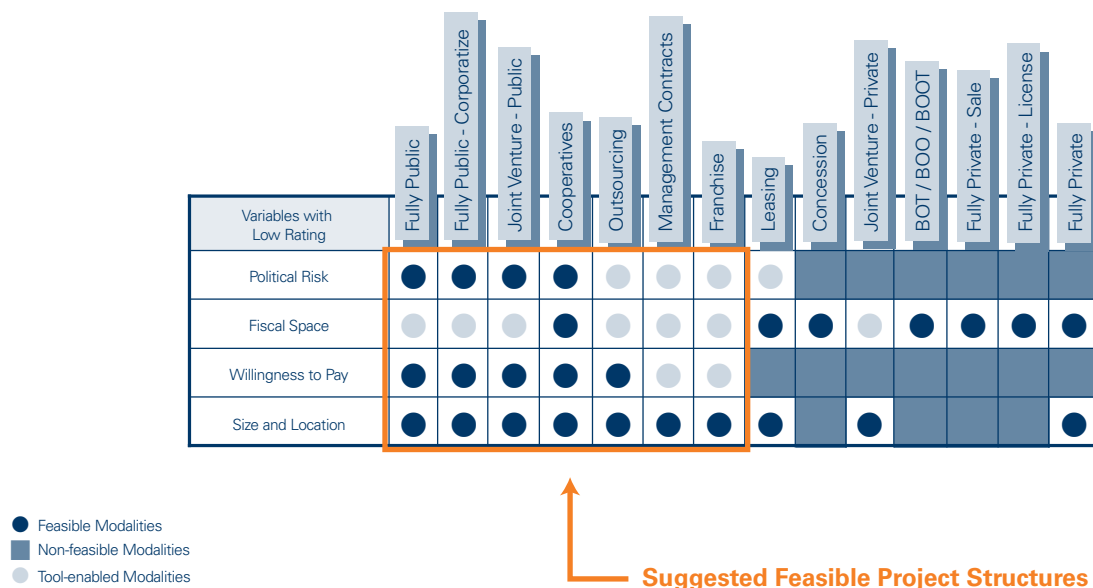 Fully Public
Fully Public - Corporatize
Joint Venture - Public
Cooperatives
Outsourcing
Management Contracts
Franchise
Leasing
Concession
Joint Venture - Private
BOT / BOO / BOOT
Fully Private - Sale
Fully Private - License
Fully Private
Variables with
Low Rating
Political Risk
Fiscal Space
Willingness to Pay
Size and Location
Feasible Modalities
Non-feasible Modalities
Tool-enabled Modalities
Suggested Feasible Project Structures